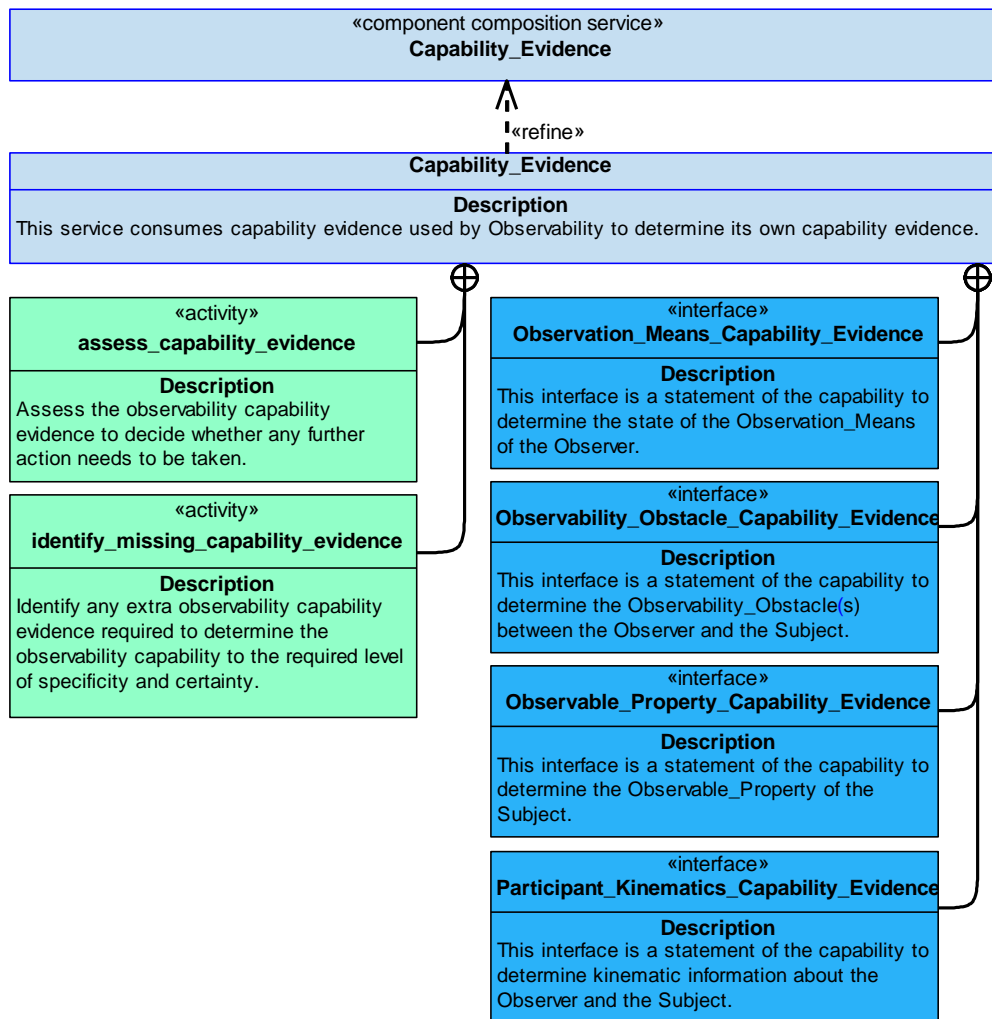 «component composition service»
Capability_Evidence
«refine»
Capability_Evidence
Description
This service consumes capability evidence used by Observability to determine its own capability evidence.
«activity»
assess_capability_evidence
Description
Assess the observability capability
evidence to decide whether any further
action needs to be taken.
«activity»
identify_missing_capability_evidence
Description
Identify any extra observability capability
evidence required to determine the
observability capability to the required level
of specificity and certainty.
«interface»
Observation_Means_Capability_Evidence
Description
This interface is a statement of the capability to
determine the state of the Observation_Means
of the Observer.
«interface»
Observability_Obstacle_Capability_Evidence
Description
This interface is a statement of the capability to
determine the Observability_Obstacle(s)
between the Observer and the Subject.
«interface»
Observable_Property_Capability_Evidence
Description
This interface is a statement of the capability to
determine the Observable_Property of the
Subject.
«interface»
Participant_Kinematics_Capability_Evidence
Description
This interface is a statement of the capability to
determine kinematic information about the
Observer and the Subject.